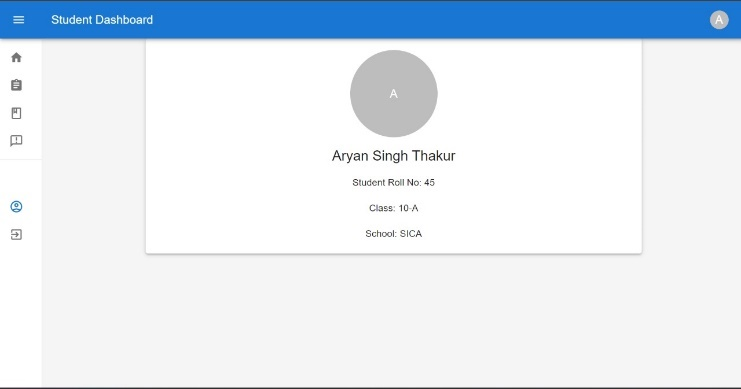 Student Dashboard
A
A
Aryan Singh Thakur
Student Roll No: 45
Class: 10-A
School: SICA